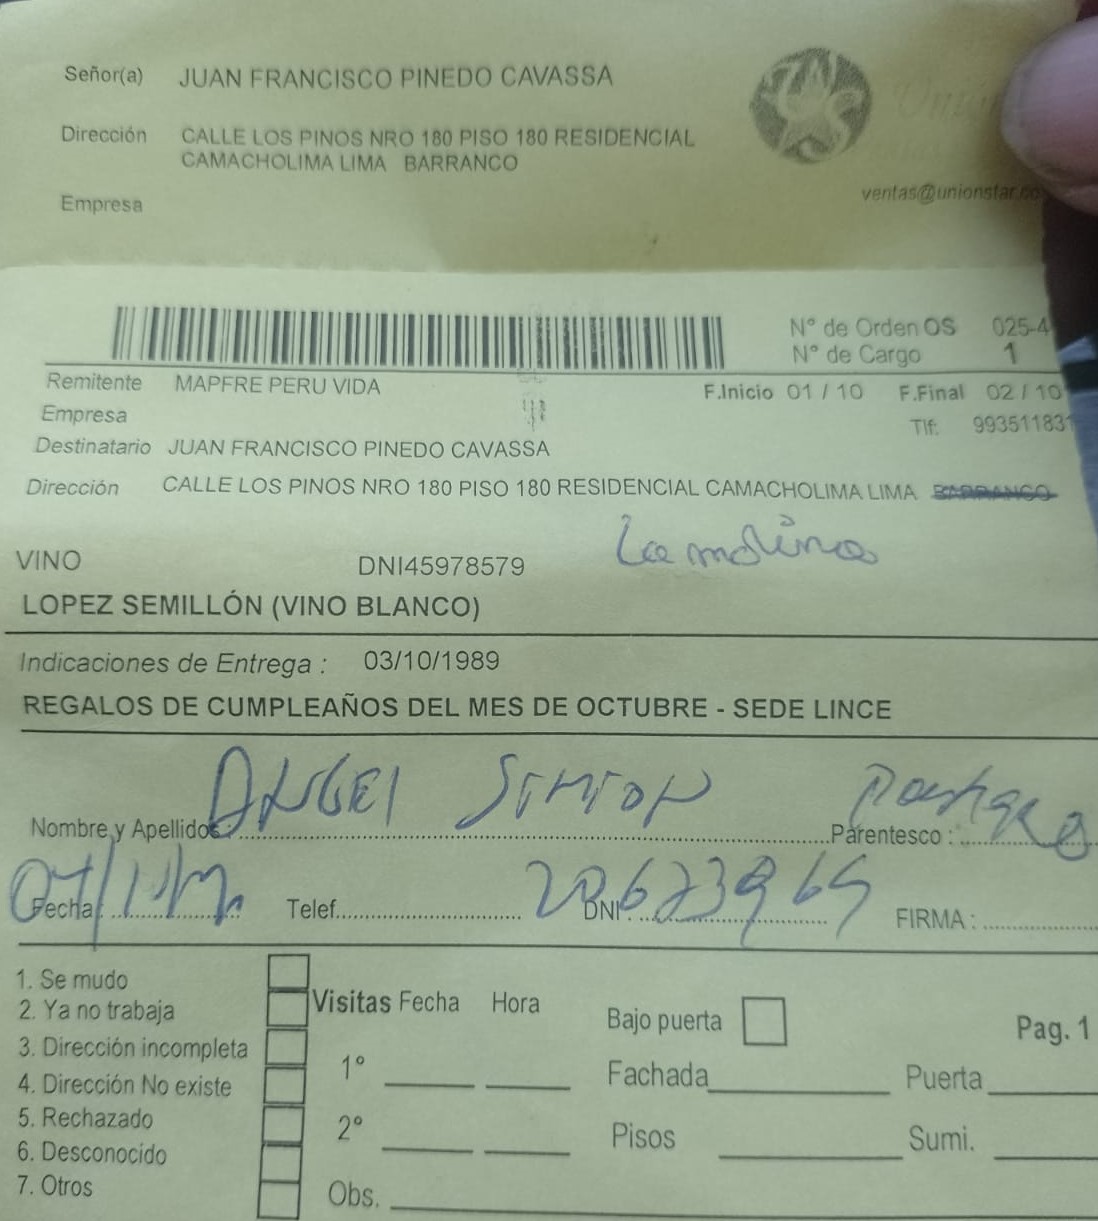 Señor(a) JUAN FRANCISCO PINEDO CAVASSA
Dirección CALLE LOS PINOS NRO 180 PISO 180 RESIDENCIAL
CAMACHOLIMA LIMA BARRANCO
Empresa
ventas@unionstar.co
N° de Orden OS 025-4
N° de Cargo 1
Remitente MAPFRE PERU VIDA F.Inicio 01 / 10 F.Final 02 / 10
Empresa Tlf: 99351183
Destinatario JUAN FRANCISCO PINEDO CAVASSA
Dirección CALLE LOS PINOS NRO 180 PISO 180 RESIDENCIAL CAMACHOLIMA LIMA BARRANCO
La molina
VINO DNI45978579
LOPEZ SEMILLÓN (VINO BLANCO)
Indicaciones de Entrega : 03/10/1989
REGALOS DE CUMPLEAÑOS DEL MES DE OCTUBRE - SEDE LINCE
ANGEL SIMION
Nombre y Apellidos Parentesco :
Fecha Telef. DNI : FIRMA :
1. Se mudo
2. Ya no trabaja
3. Dirección incompleta
4. Dirección No existe
5. Rechazado
6. Desconocido
7. Otros
Visitas Fecha Hora
1°
2°
Obs.
Bajo puerta Pag. 1
Fachada Puerta
Pisos Sumi.